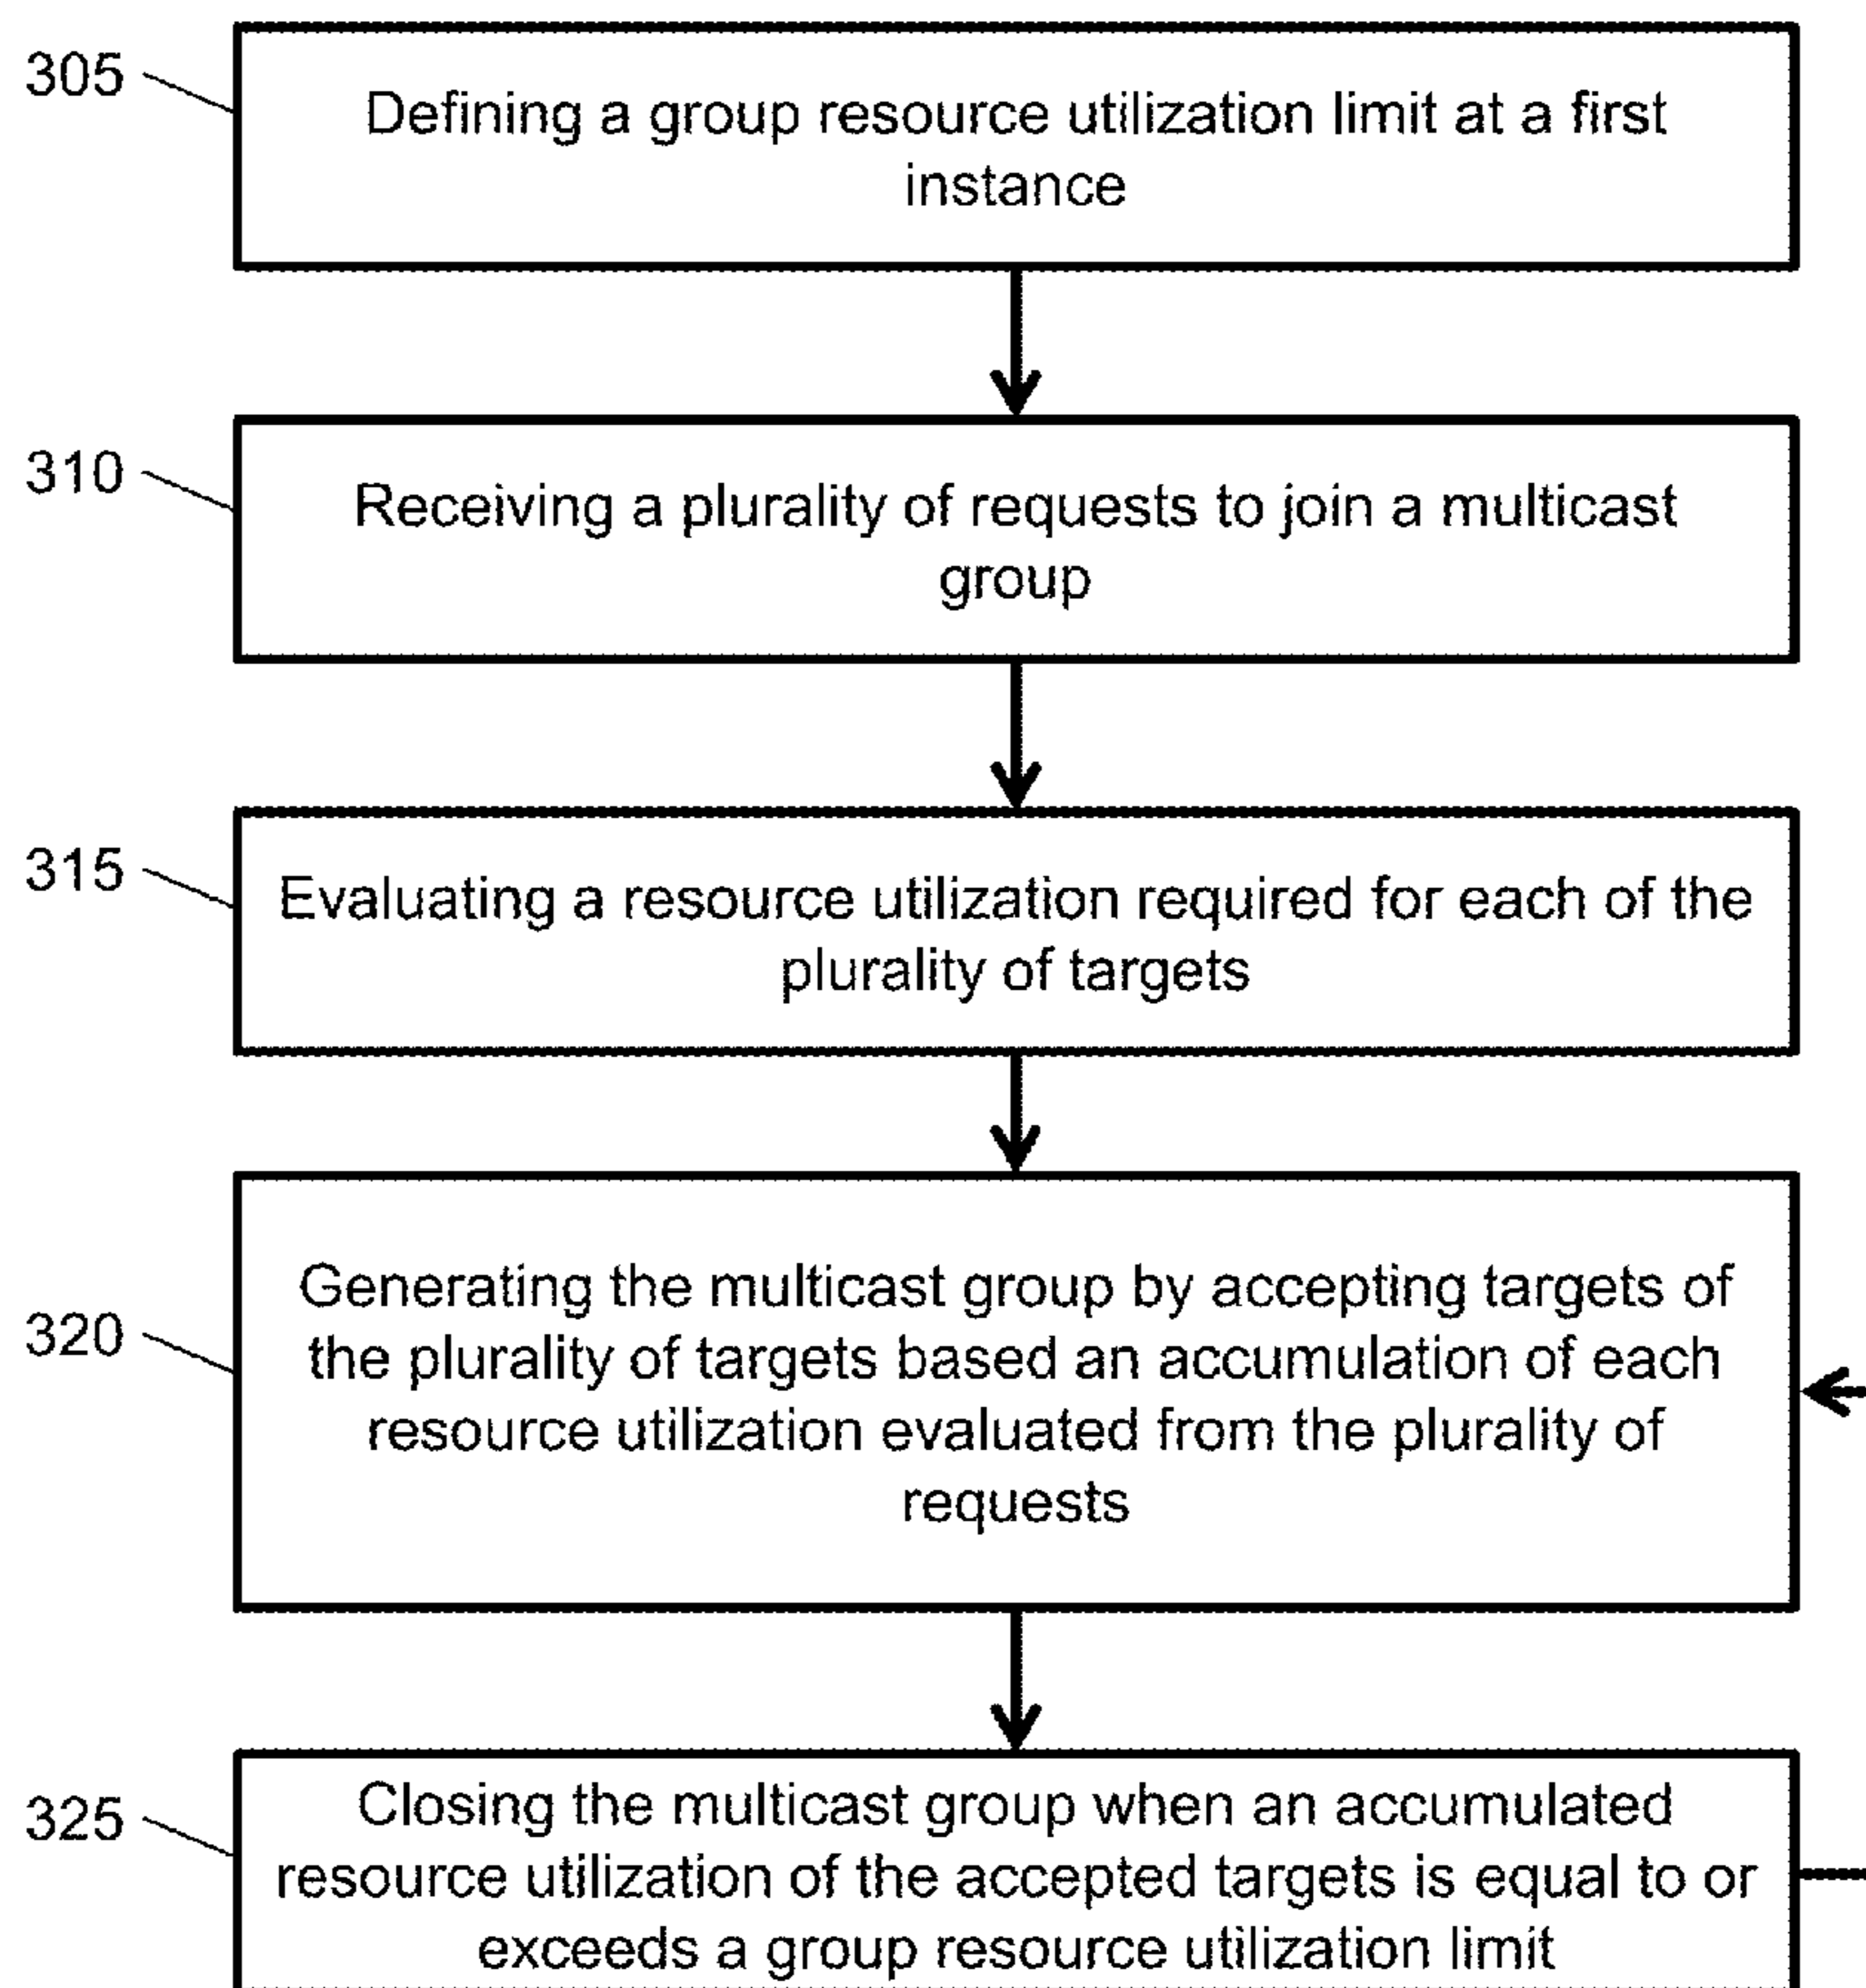 305
Defining a group resource utilization limit at a first
instance
310
Receiving a plurality of requests to join a multicast
group
315
Evaluating a resource utilization required for each of the
plurality of targets
320
Generating the multicast group by accepting targets of
the plurality of targets based an accumulation of each
resource utilization evaluated from the plurality of
requests
325
Closing the multicast group when an accumulated
resource utilization of the accepted targets is equal to or
exceeds a group resource utilization limit